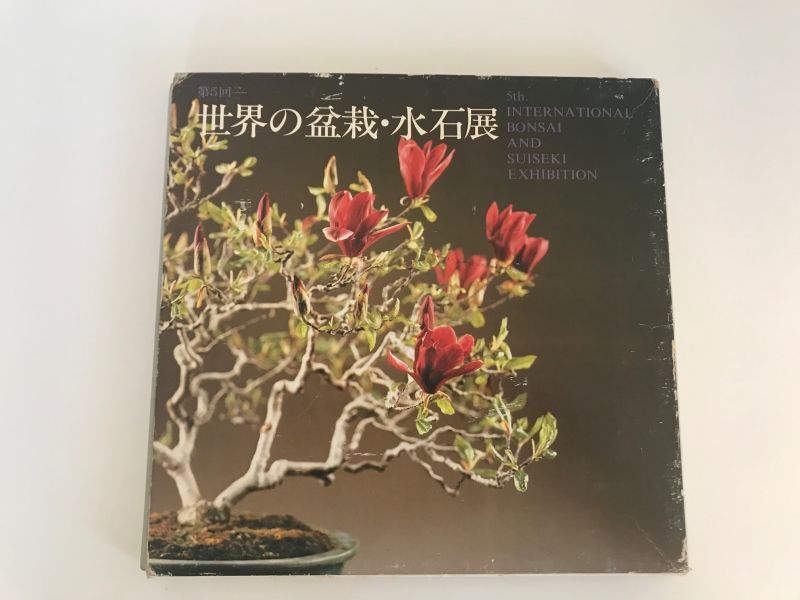 第5回
世界の盆栽・水石展
5th.
INTERNATIONAL
BONSAI
AND
SUISEKI
EXHIBITION